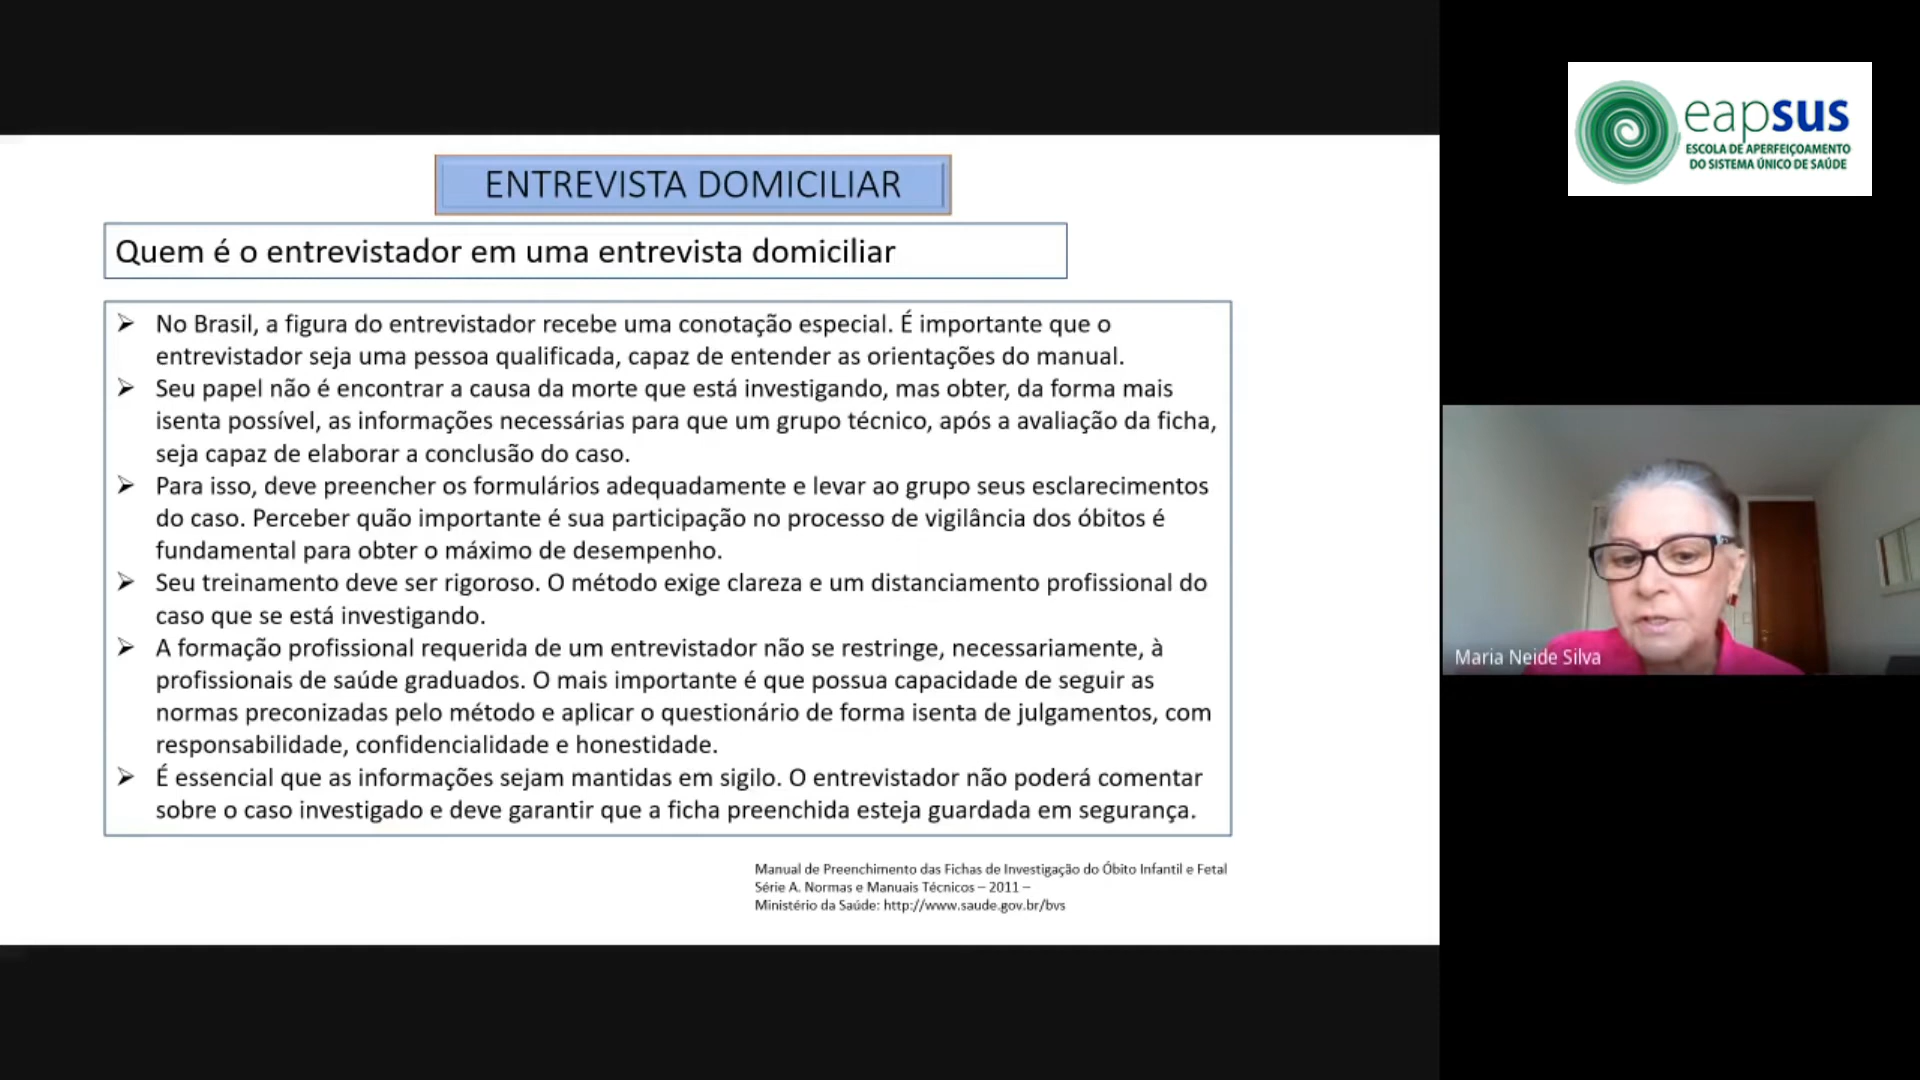 ENTREVISTA DOMICILIAR
Quem é o entrevistador em uma entrevista domiciliar
➢ No Brasil, a figura do entrevistador recebe uma conotação especial. É importante que o
entrevistador seja uma pessoa qualificada, capaz de entender as orientações do manual.
➢ Seu papel não é encontrar a causa da morte que está investigando, mas obter, da forma mais
isenta possível, as informações necessárias para que um grupo técnico, após a avaliação da ficha,
seja capaz de elaborar a conclusão do caso.
➢ Para isso, deve preencher os formulários adequadamente e levar ao grupo seus esclarecimentos
do caso. Perceber quão importante é sua participação no processo de vigilância dos óbitos é
fundamental para obter o máximo de desempenho.
➢ Seu treinamento deve ser rigoroso. O método exige clareza e um distanciamento profissional do
caso que se está investigando.
➢ A formação profissional requerida de um entrevistador não se restringe, necessariamente, à
profissionais de saúde graduados. O mais importante é que possua capacidade de seguir as
normas preconizadas pelo método e aplicar o questionário de forma isenta de julgamentos, com
responsabilidade, confidencialidade e honestidade.
➢ É essencial que as informações sejam mantidas em sigilo. O entrevistador não poderá comentar
sobre o caso investigado e deve garantir que a ficha preenchida esteja guardada em segurança.
Manual de Preenchimento das Fichas de Investigação do Óbito Infantil e Fetal
Série A. Normas e Manuais Técnicos – 2011 –
Ministério da Saúde: http://www.saude.gov.br/bvs
eapsus
ESCOLA DE APERFEIÇOAMENTO
DO SISTEMA ÚNICO DE SAÚDE
Maria Neide Silva